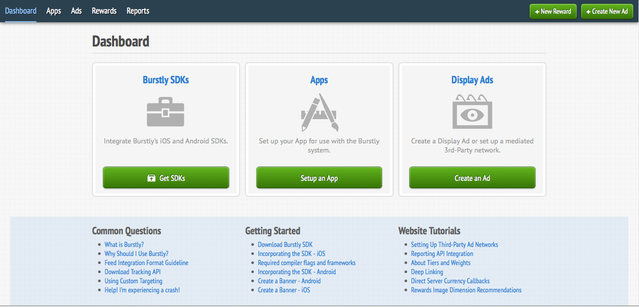 Dashboard Apps Ads Rewards Reports
+ New Reward + Create New Ad
Dashboard
Burstly SDKs
Integrate Burstly's iOS and Android SDKs.
Get SDKs
Apps
Set up your App for use with the Burstly
system.
Setup an App
Display Ads
Create a Display Ad or set up a mediated
3rd-Party network.
Create an Ad
Common Questions
• What is Burstly?
• Why Should I Use Burstly?
• Feed Integration Format Guideline
• Download Tracking API
• Using Custom Targeting
• Help! I'm experiencing a crash!
Getting Started
• Download Burstly SDK
• Incorporating the SDK - iOS
• Required compiler flags and frameworks
• Incorporating the SDK - Android
• Create a Banner - Android
• Create a Banner - iOS
Website Tutorials
• Setting Up Third-Party Ad Networks
• Reporting API Integration
• About Tiers and Weights
• Deep Linking
• Direct Server Currency Callbacks
• Rewards Image Dimension Recommendations